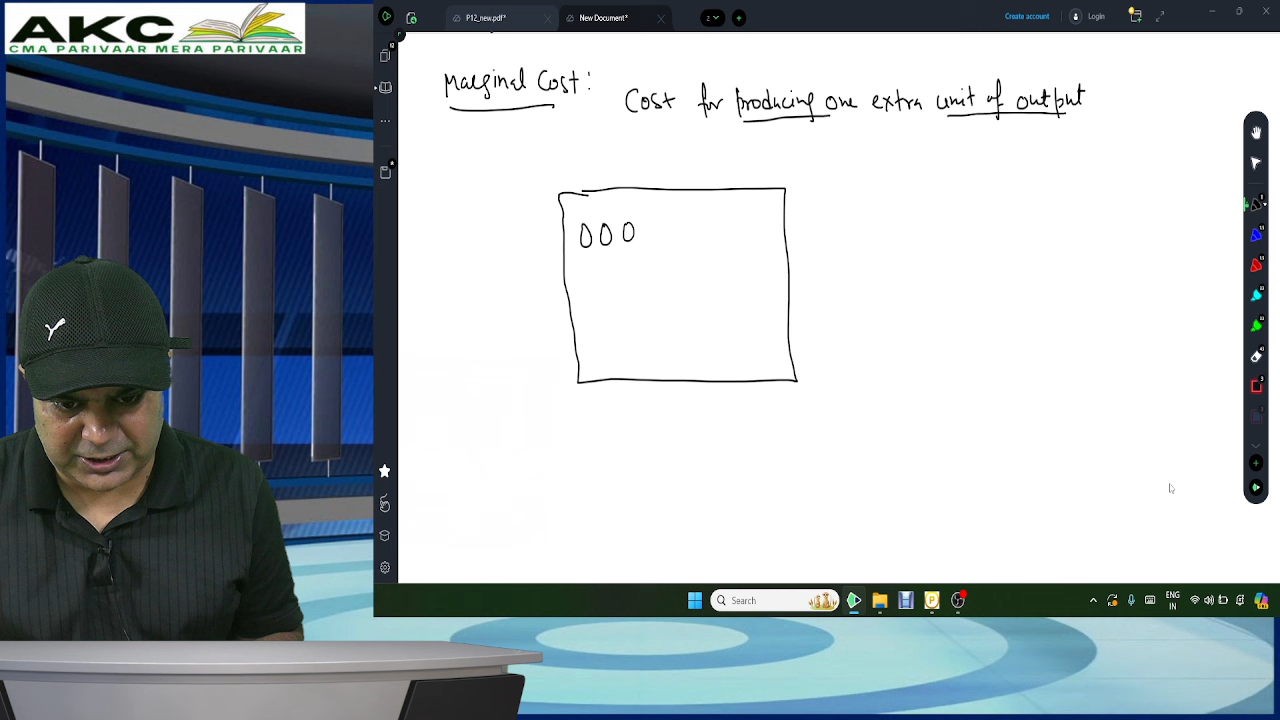 AKC
CMA PARIVAAR MERA PARIVAAR
P12_new.pdf*
New Document*
2
Create account
Login
Marginal Cost:
Cost for producing one extra unit of output
000
Search
ENG
IN